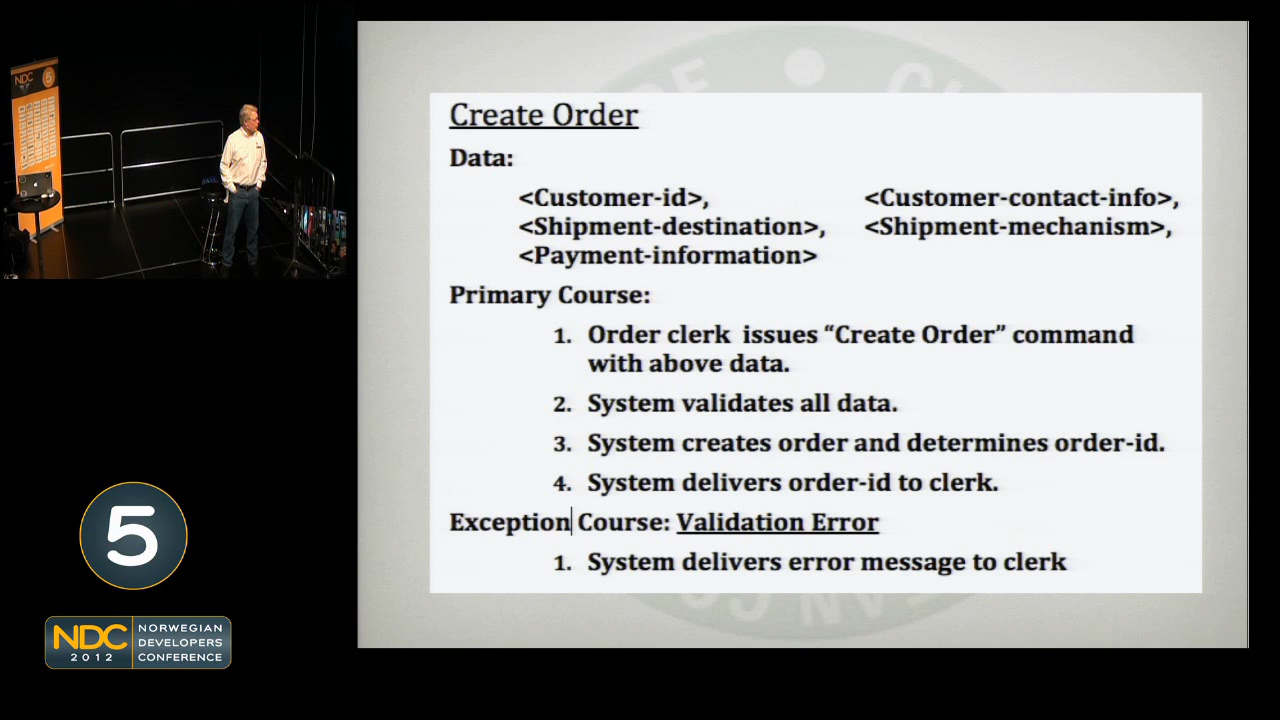 NDC
5
Create Order
Data:
<Customer-id>, <Customer-contact-info>,
<Shipment-destination>, <Shipment-mechanism>,
<Payment-information>
Primary Course:
1. Order clerk issues “Create Order” command
with above data.
2. System validates all data.
3. System creates order and determines order-id.
4. System delivers order-id to clerk.
Exception Course: Validation Error
1. System delivers error message to clerk
5
NDC
2012
NORWEGIAN
DEVELOPERS
CONFERENCE